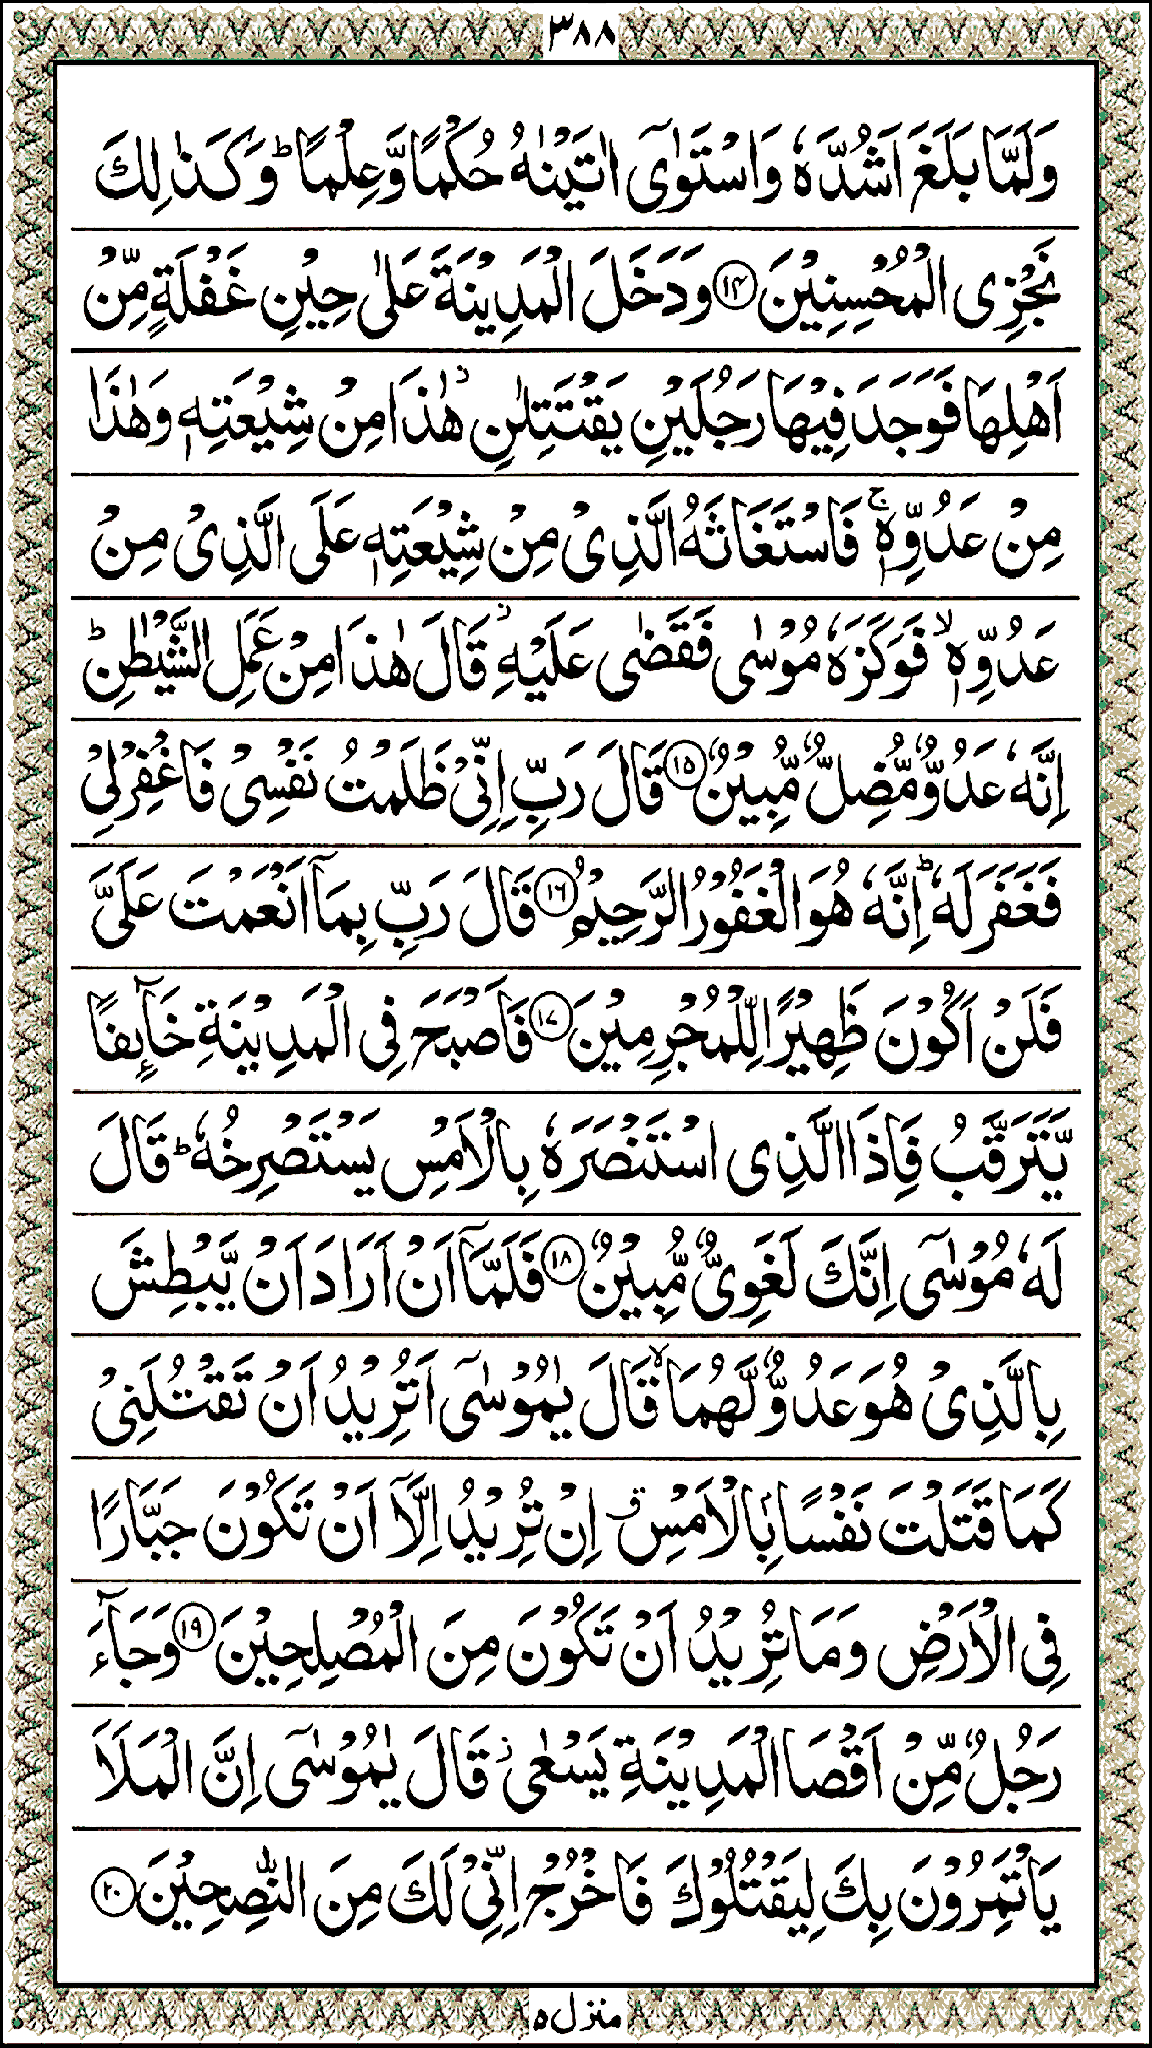 ٣٨٨
وَلَمَّا بَلَغَ اَشُدَّهٗ وَاسْتَوٰۤى اٰتَيْنٰهُ حُكْمًا وَّعِلْمًا ؕ وَكَذٰلِكَ
نَجْزِى الْمُحْسِنِيْنَ ﴿۱۴﴾ وَدَخَلَ الْمَدِيْنَةَ عَلٰى حِيْنِ غَفْلَةٍ مِّنْ
اَهْلِهَا فَوَجَدَ فِيْهَا رَجُلَيْنِ يَقْتَتِلٰنِ ؗ هٰذَا مِنْ شِيْعَتِهٖ وَهٰذَا
مِنْ عَدُوِّهٖ ۚ فَاسْتَغَاثَهُ الَّذِىْ مِنْ شِيْعَتِهٖ عَلَى الَّذِىْ مِنْ
عَدُوِّهٖ ۙ فَوَكَزَهٗ مُوْسٰى فَقَضٰى عَلَيْهِ ؗ قَالَ هٰذَا مِنْ عَمَلِ الشَّيْطٰنِ ؕ
اِنَّهٗ عَدُوٌّ مُّضِلٌّ مُّبِيْنٌ ﴿۱۵﴾ قَالَ رَبِّ اِنِّىْ ظَلَمْتُ نَفْسِىْ فَاغْفِرْ لِىْ
فَغَفَرَ لَهٗ ؕ اِنَّهٗ هُوَ الْغَفُوْرُ الرَّحِيْمُ ﴿۱۶﴾ قَالَ رَبِّ بِمَاۤ اَنْعَمْتَ عَلَىَّ
فَلَنْ اَكُوْنَ ظَهِيْرًا لِّلْمُجْرِمِيْنَ ﴿۱۷﴾ فَاَصْبَحَ فِى الْمَدِيْنَةِ خَآئِفًا
يَّتَرَقَّبُ فَاِذَا الَّذِى اسْتَنْصَرَهٗ بِالْاَمْسِ يَسْتَصْرِخُهٗ ؕ قَالَ
لَهٗ مُوْسٰۤى اِنَّكَ لَغَوِىٌّ مُّبِيْنٌ ﴿۱۸﴾ فَلَمَّاۤ اَنْ اَرَادَ اَنْ يَّبْطِشَ
بِالَّذِىْ هُوَ عَدُوٌّ لَّهُمَا ۙ قَالَ يٰمُوْسٰۤى اَتُرِيْدُ اَنْ تَقْتُلَنِىْ
كَمَا قَتَلْتَ نَفْسًۢا بِالْاَمْسِ ۗ اِنْ تُرِيْدُ اِلَّاۤ اَنْ تَكُوْنَ جَبَّارًا
فِى الْاَرْضِ وَمَا تُرِيْدُ اَنْ تَكُوْنَ مِنَ الْمُصْلِحِيْنَ ﴿۱۹﴾ وَجَآءَ
رَجُلٌ مِّنْ اَقْصَا الْمَدِيْنَةِ يَسْعٰى ؗ قَالَ يٰمُوْسٰۤى اِنَّ الْمَلَاَ
يَاْتَمِرُوْنَ بِكَ لِيَقْتُلُوْكَ فَاخْرُجْ اِنِّىْ لَكَ مِنَ النّٰصِحِيْنَ ﴿۲۰﴾
منزل ٥